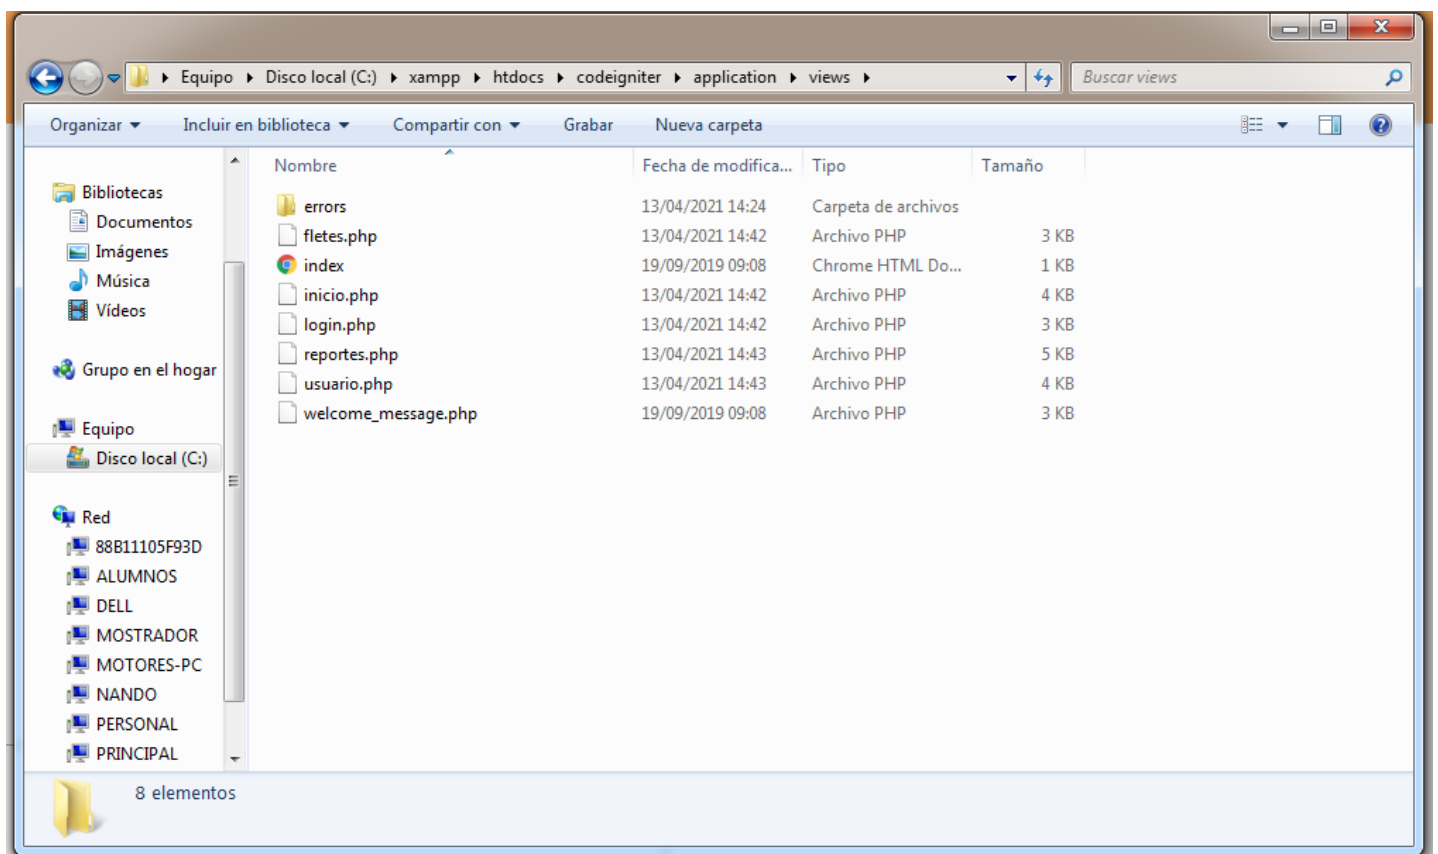 Equipo Disco local (C:) xampp htdocs codeigniter application views
Buscar views
Organizar Incluir en biblioteca Compartir con Grabar Nueva carpeta
Bibliotecas
Documentos
Imágenes
Música
Vídeos
Grupo en el hogar
Equipo
Disco local (C:)
Red
88B11105F93D
ALUMNOS
DELL
MOSTRADOR
MOTORES-PC
NANDO
PERSONAL
PRINCIPAL
Nombre Fecha de modifica... Tipo Tamaño
errors 13/04/2021 14:24 Carpeta de archivos
fletes.php 13/04/2021 14:42 Archivo PHP 3 KB
index 19/09/2019 09:08 Chrome HTML Do... 1 KB
inicio.php 13/04/2021 14:42 Archivo PHP 4 KB
login.php 13/04/2021 14:42 Archivo PHP 3 KB
reportes.php 13/04/2021 14:43 Archivo PHP 5 KB
usuario.php 13/04/2021 14:43 Archivo PHP 4 KB
welcome_message.php 19/09/2019 09:08 Archivo PHP 3 KB
8 elementos